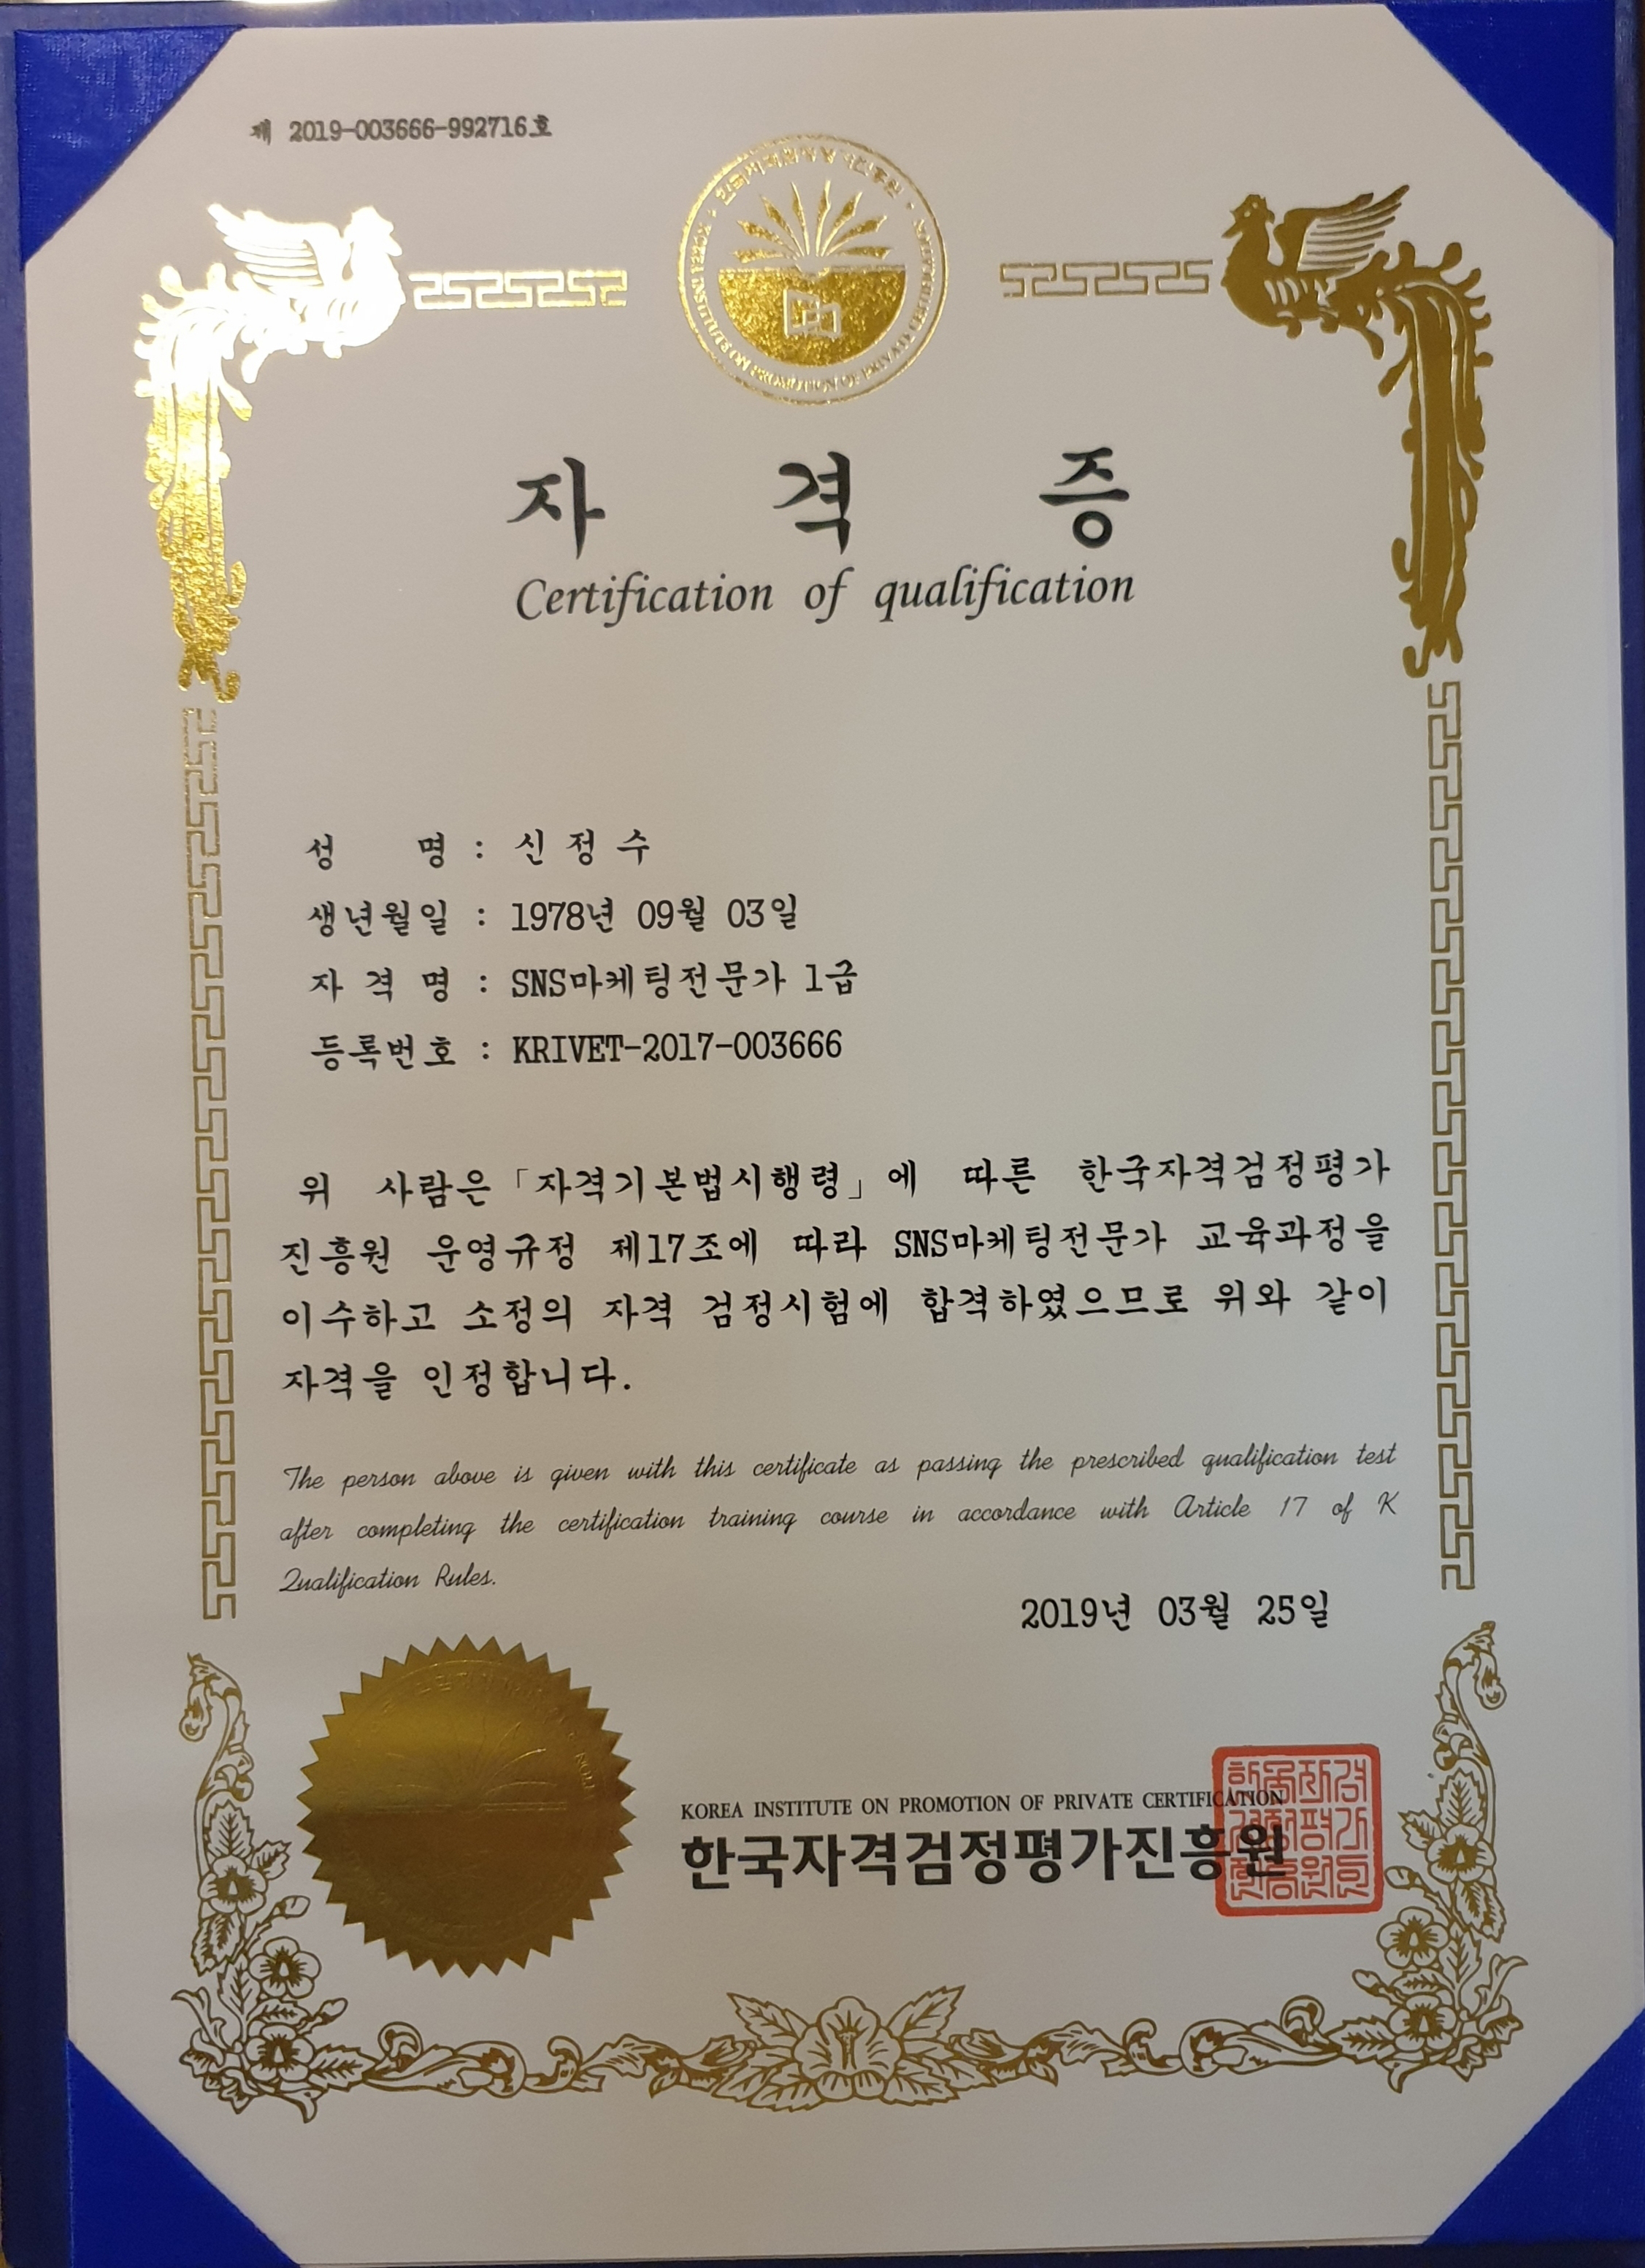 제 2019-003666-992716호
자 격 증
Certification of qualification
성 명 : 신 정 수
생년월일 : 1978년 09월 03일
자 격 명 : SNS마케팅전문가 1급
등록번호 : KRIVET-2017-003666
위 사람은 「자격기본법시행령」에 따른 한국자격검정평가
진흥원 운영규정 제17조에 따라 SNS마케팅전문가 교육과정을
이수하고 소정의 자격 검정시험에 합격하였으므로 위와 같이
자격을 인정합니다.
The person above is given with this certificate as passing the prescribed qualification test
after completing the certification training course in accordance with Article 17 of K
Qualification Rules.
2019년 03월 25일
KOREA INSTITUTE ON PROMOTION OF PRIVATE CERTIFICATION
한국자격검정평가진흥원